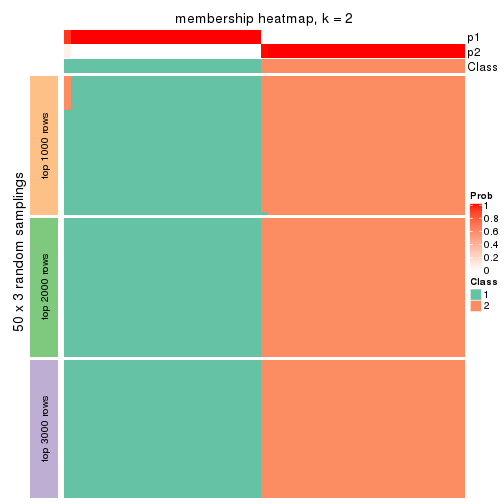 membership heatmap, k = 2
p1
p2
Class
50 x 3 random samplings
top 1000 rows
top 2000 rows
top 3000 rows
Prob
1
0.8
0.6
0.4
0.2
0
Class
1
2